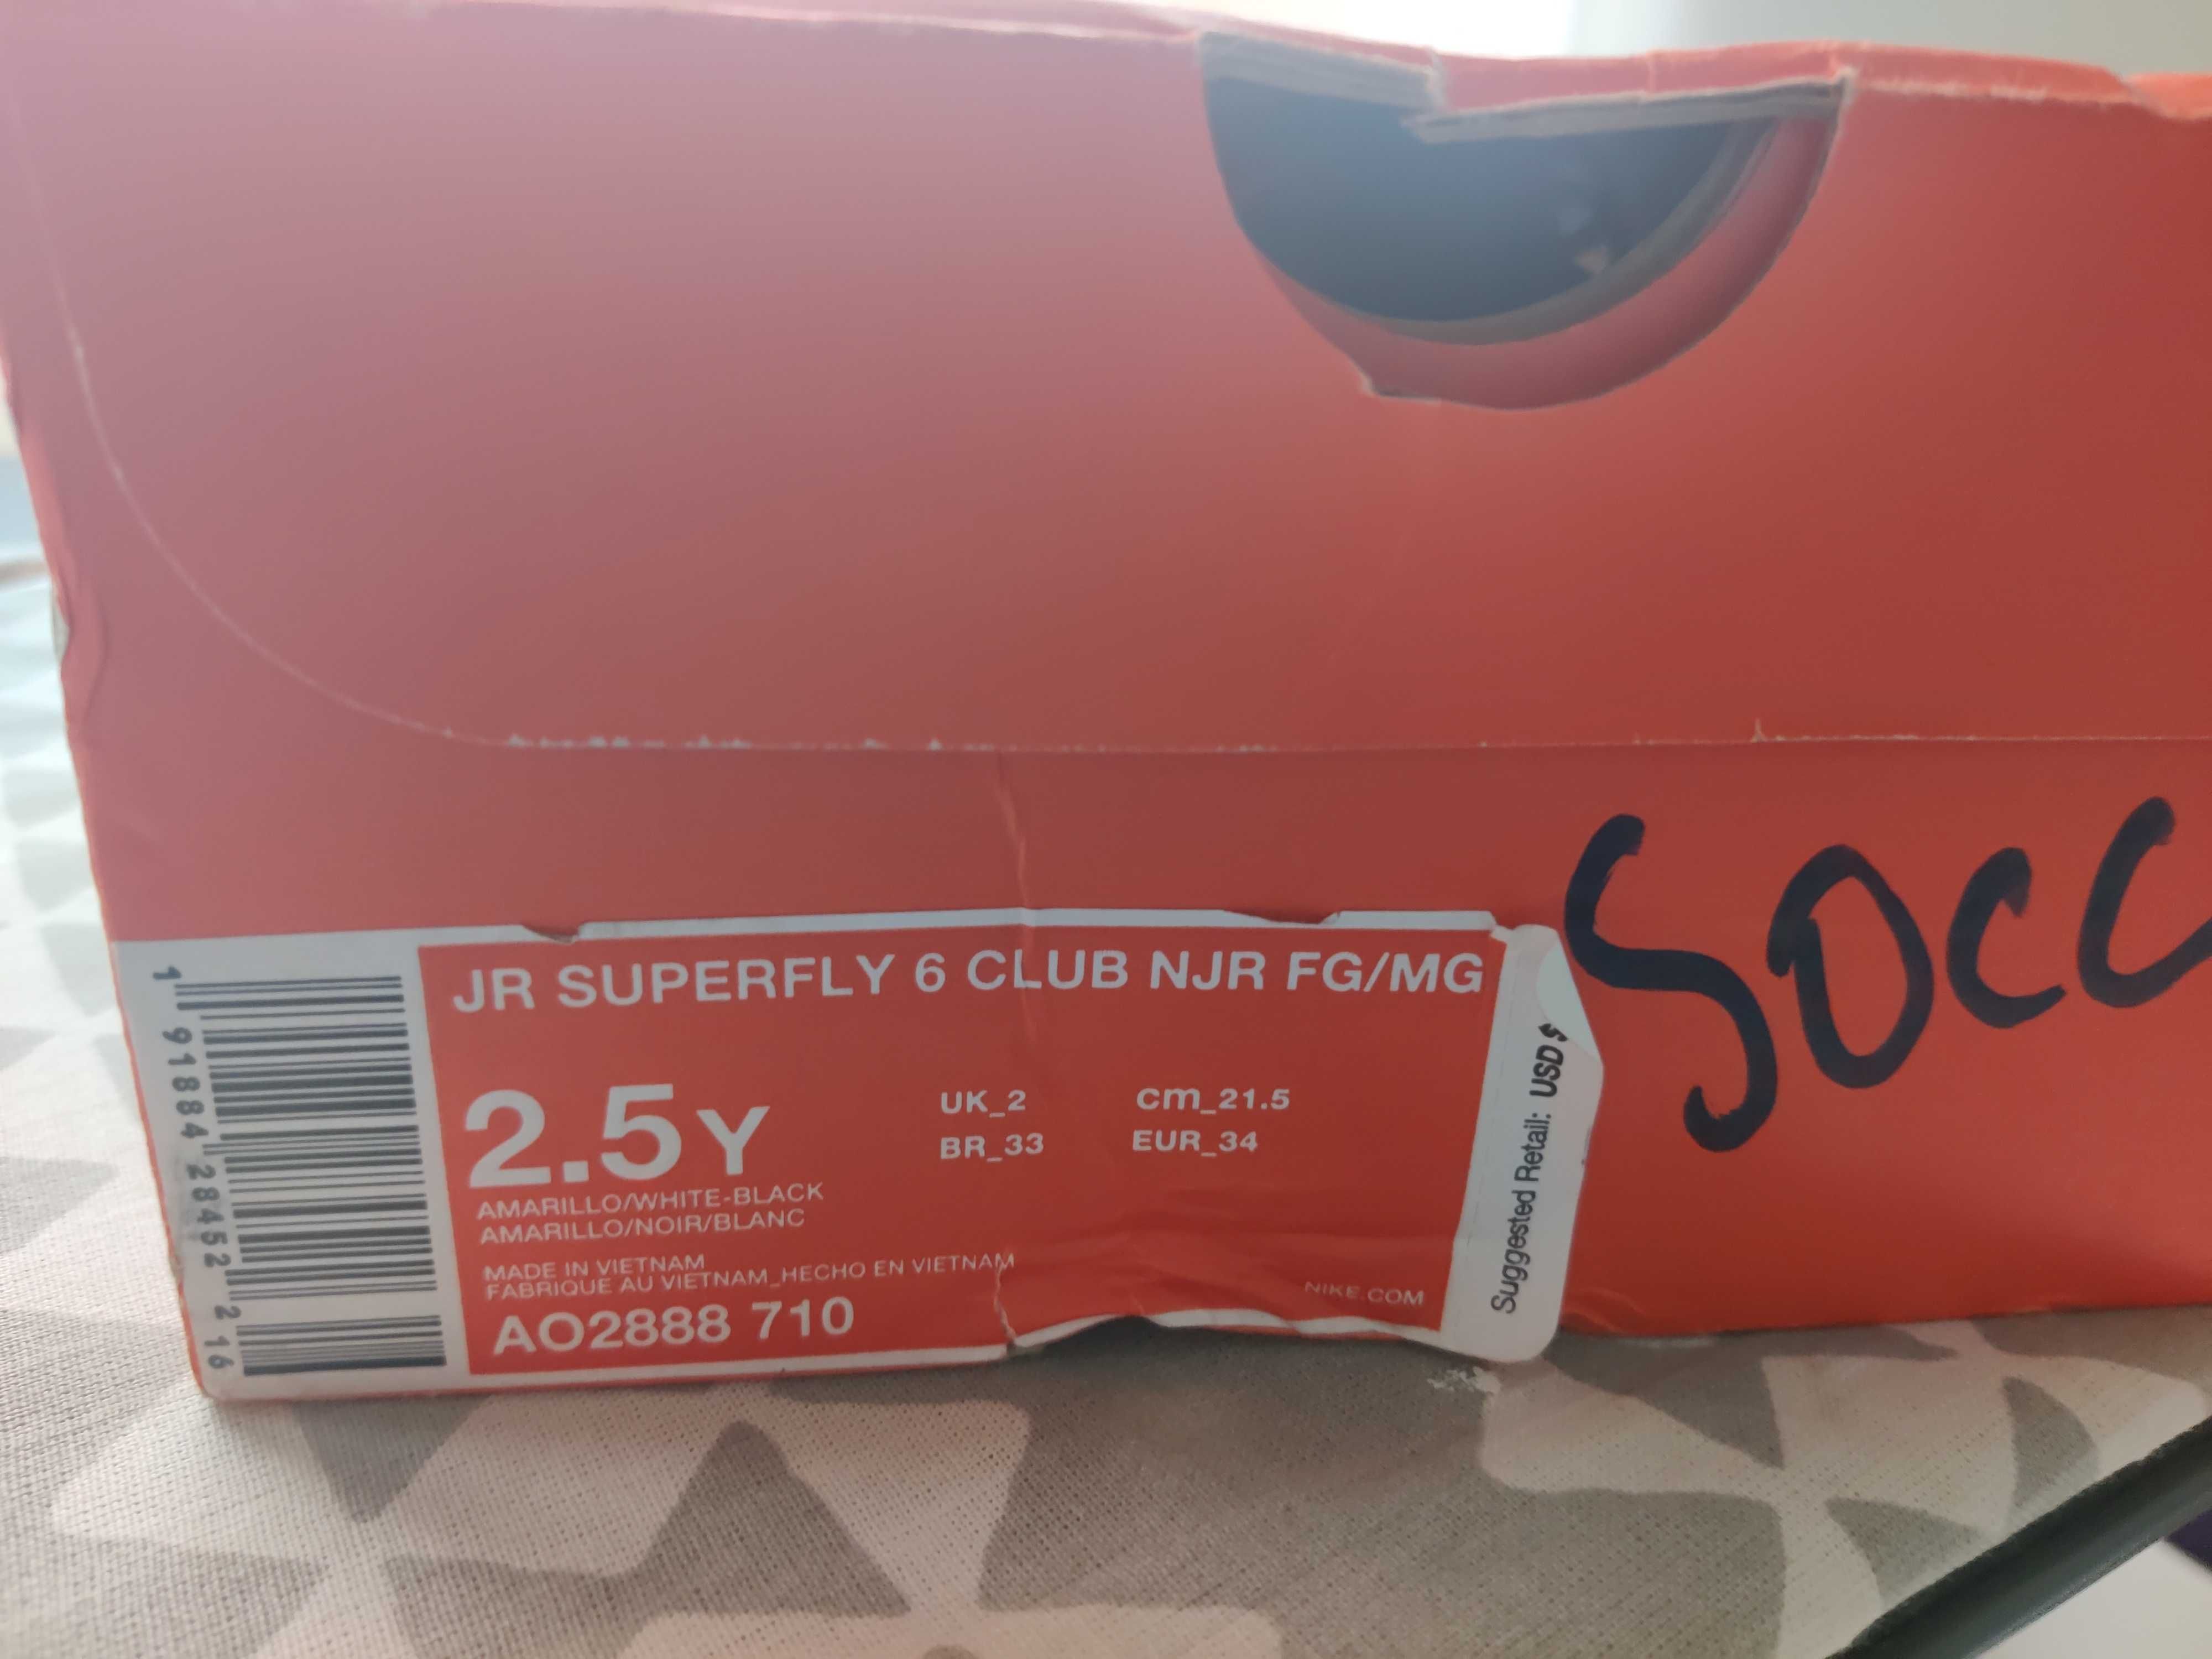 SOCC
JR SUPERFLY 6 CLUB NJR FG/MG
2.5Y
UK_2 cm_21.5
BR_33 EUR_34
AMARILLO/WHITE-BLACK
AMARILLO/NOIR/BLANC
MADE IN VIETNAM
FABRIQUE AU VIETNAM_HECHO EN VIETNAM
AO2888 710
NIKE.COM
Suggested Retail: USD$
1 91884 28452 2 16